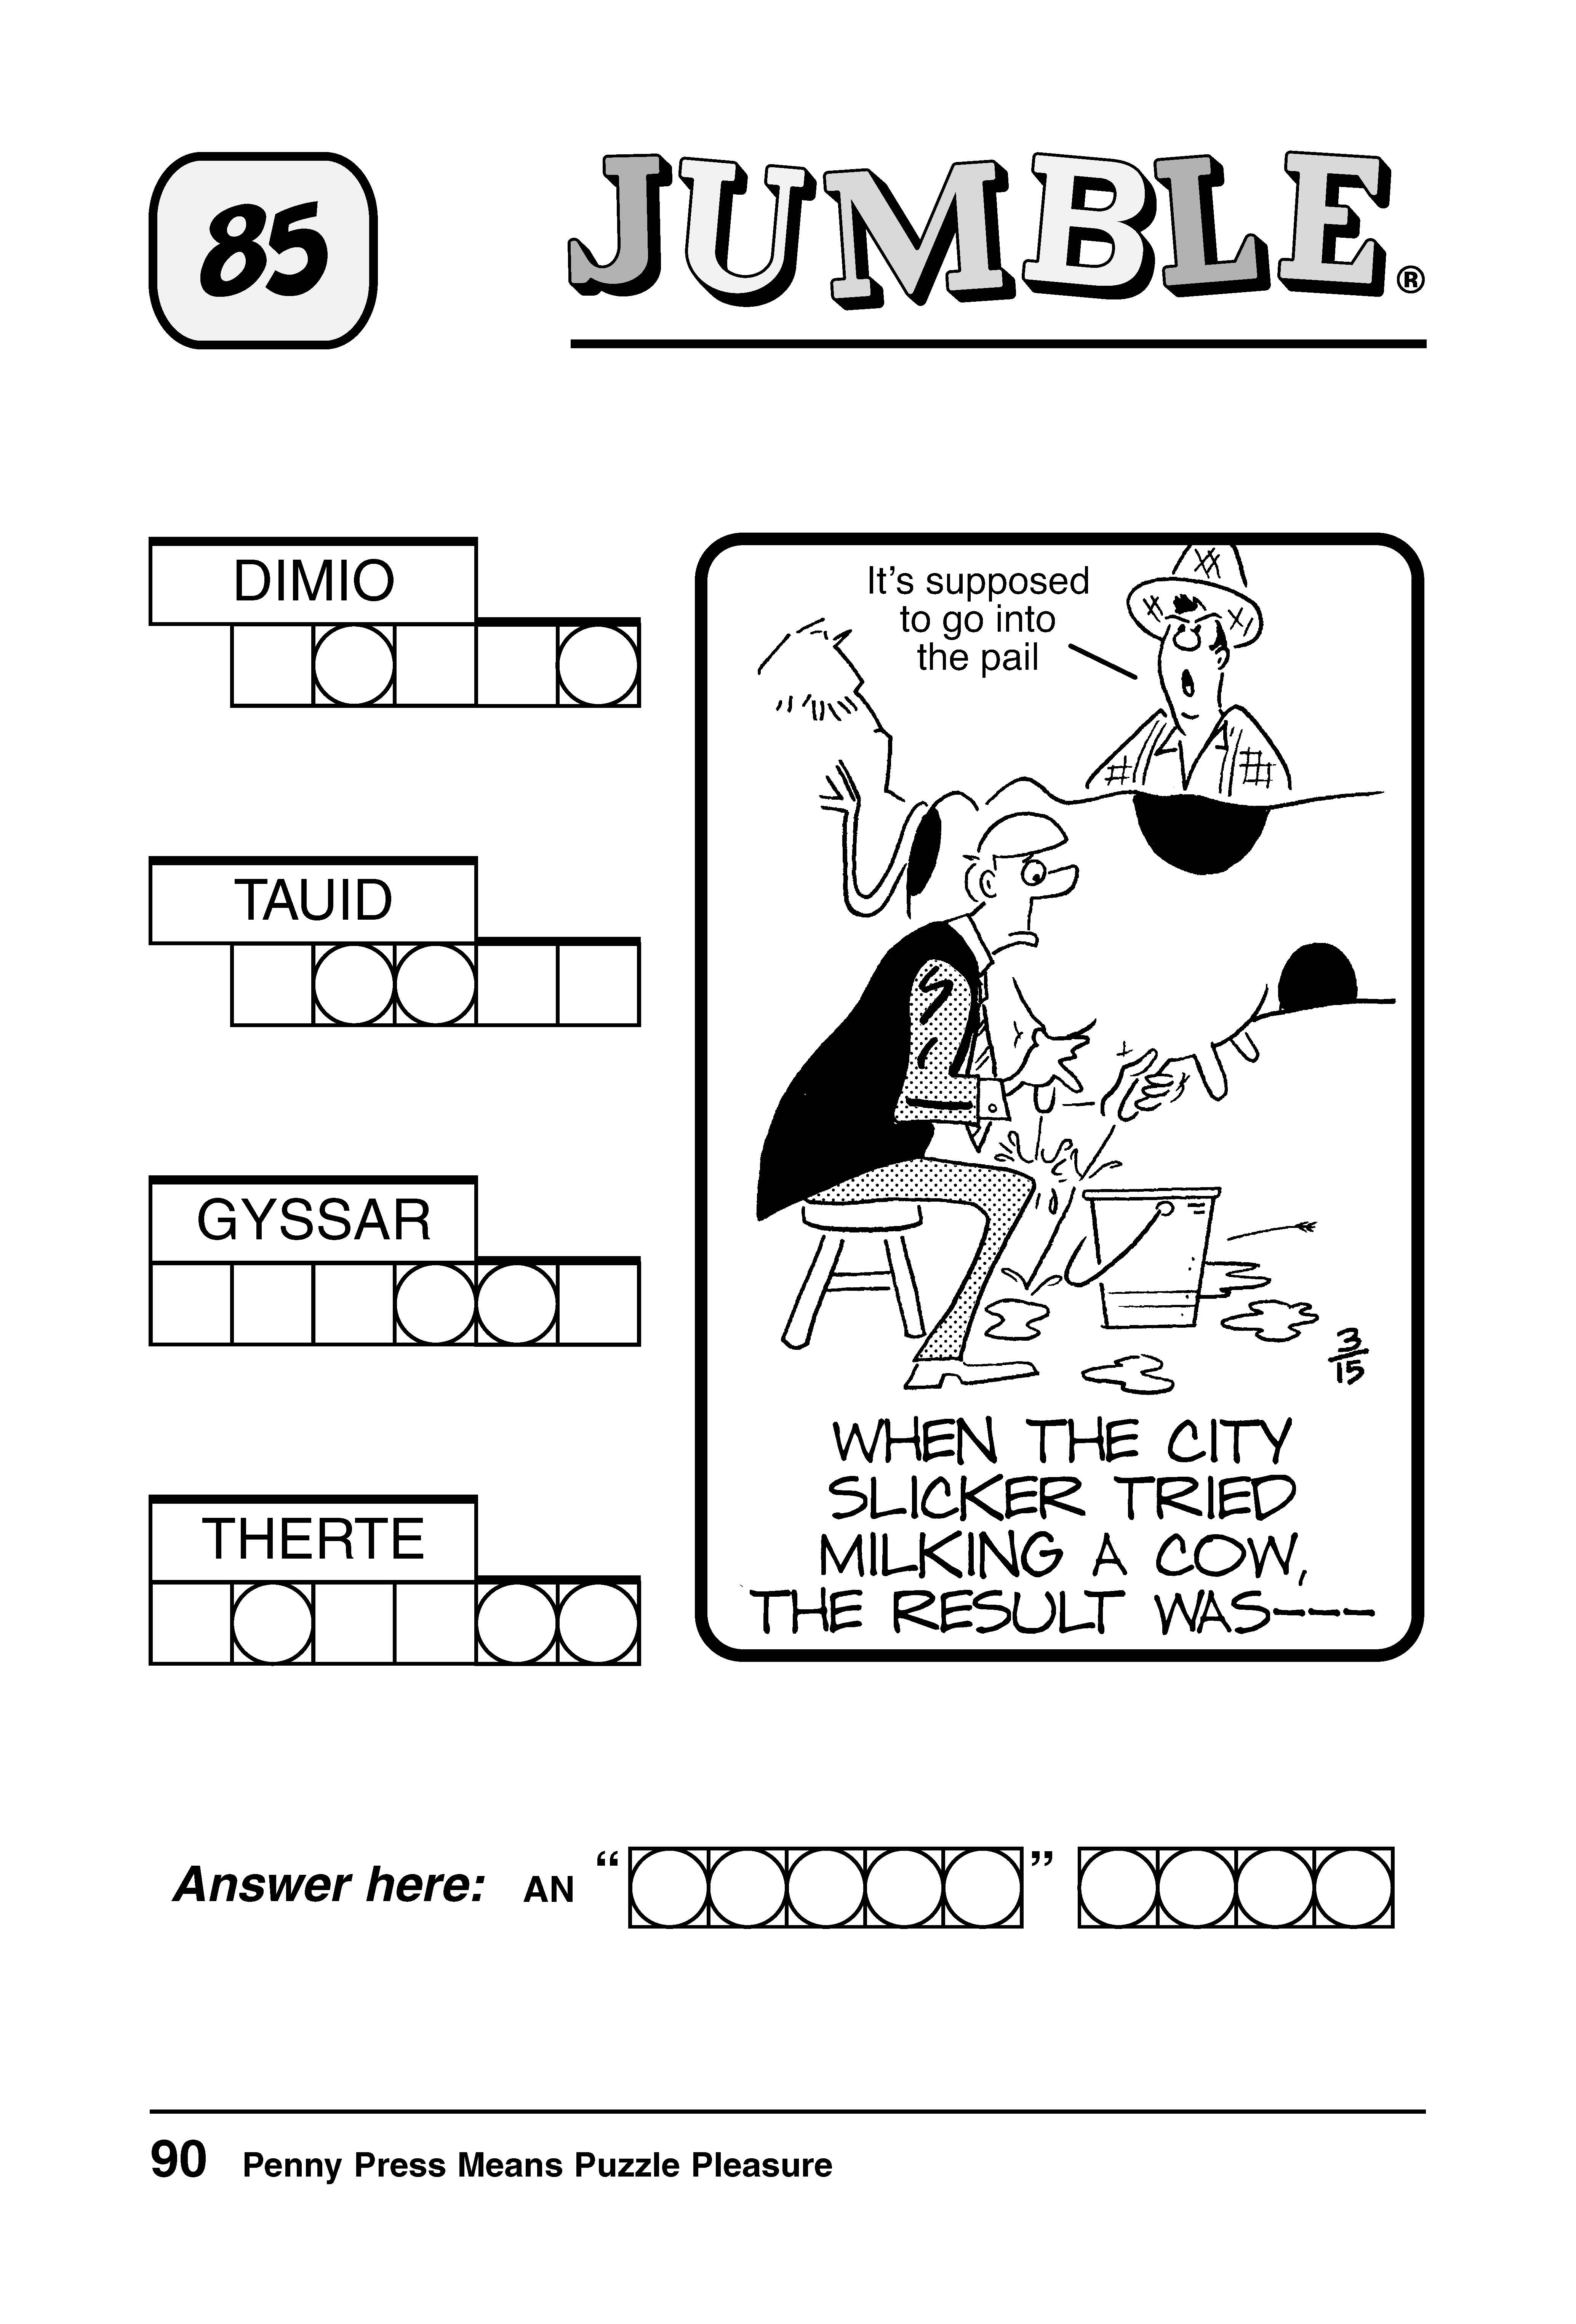 85
JUMBLE®
DIMIO
TAUID
GYSSAR
THERTE
It's supposed
to go into
the pail
3/15
WHEN THE CITY
SLICKER TRIED
MILKING A COW,
THE RESULT WAS---
Answer here: AN “ ”
90 Penny Press Means Puzzle Pleasure